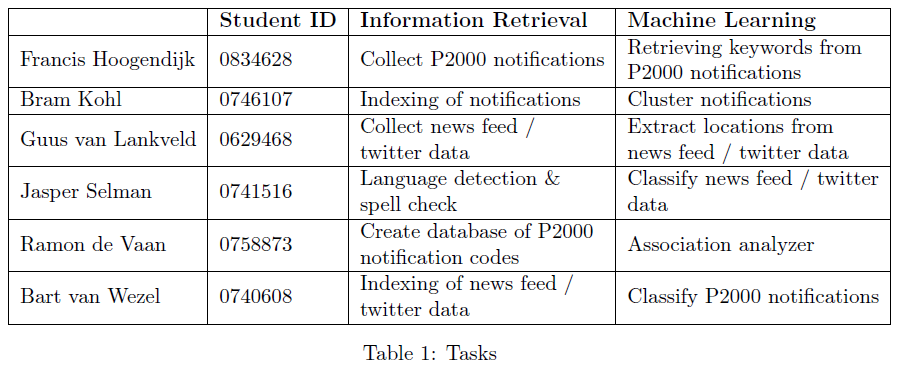 Student ID Information Retrieval Machine Learning
Francis Hoogendijk 0834628 Collect P2000 notifications Retrieving keywords from
P2000 notifications
Bram Kohl 0746107 Indexing of notifications Cluster notifications
Guus van Lankveld 0629468 Collect news feed / Extract locations from
twitter data news feed / twitter data
Jasper Selman 0741516 Language detection & Classify news feed / twitter
spell check data
Ramon de Vaan 0758873 Create database of P2000 Association analyzer
notification codes
Bart van Wezel 0740608 Indexing of news feed / Classify P2000 notifications
twitter data
Table 1: Tasks